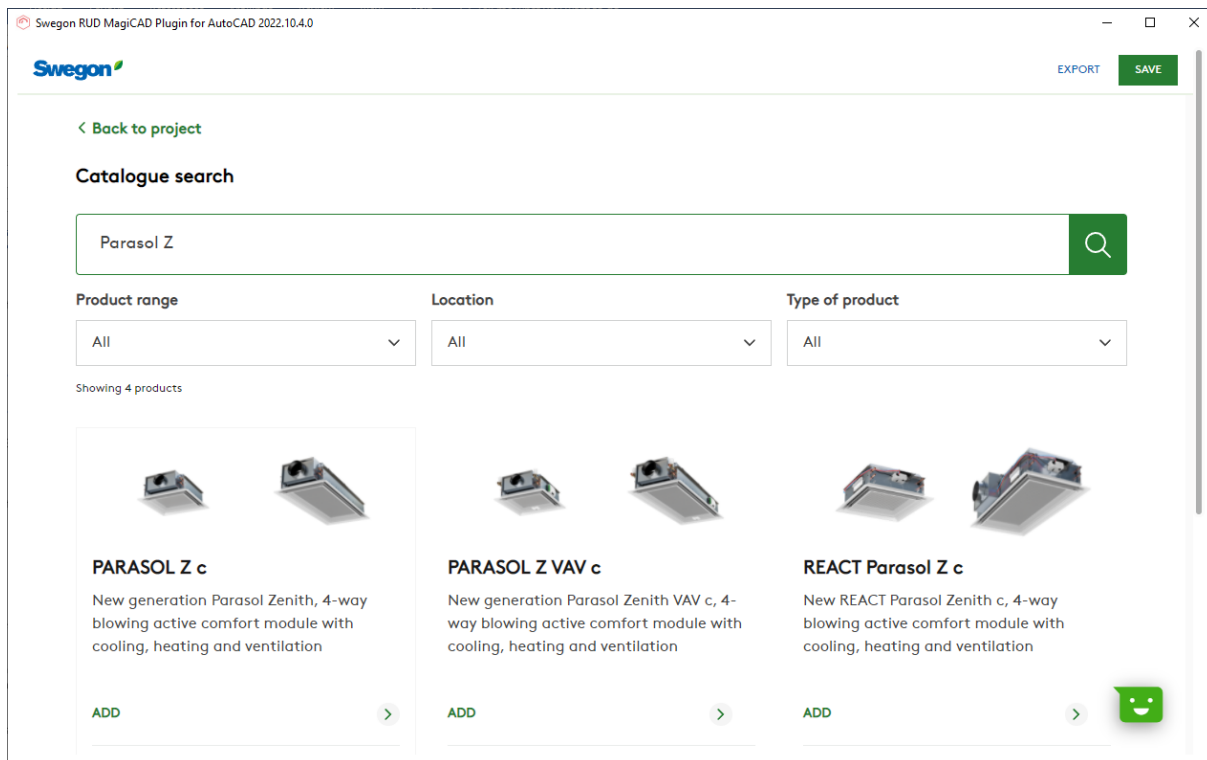 Swegon RUD MagiCAD Plugin for AutoCAD 2022.10.4.0
Swegon
EXPORT
SAVE
Back to project
Catalogue search
Parasol Z
Product range
Location
Type of product
All
All
All
Showing 4 products
PARASOL Z c
New generation Parasol Zenith, 4-way
blowing active comfort module with
cooling, heating and ventilation
ADD
PARASOL Z VAV c
New generation Parasol Zenith VAV c, 4-
way blowing active comfort module with
cooling, heating and ventilation
ADD
REACT Parasol Z c
New REACT Parasol Zenith c, 4-way
blowing active comfort module with
cooling, heating and ventilation
ADD